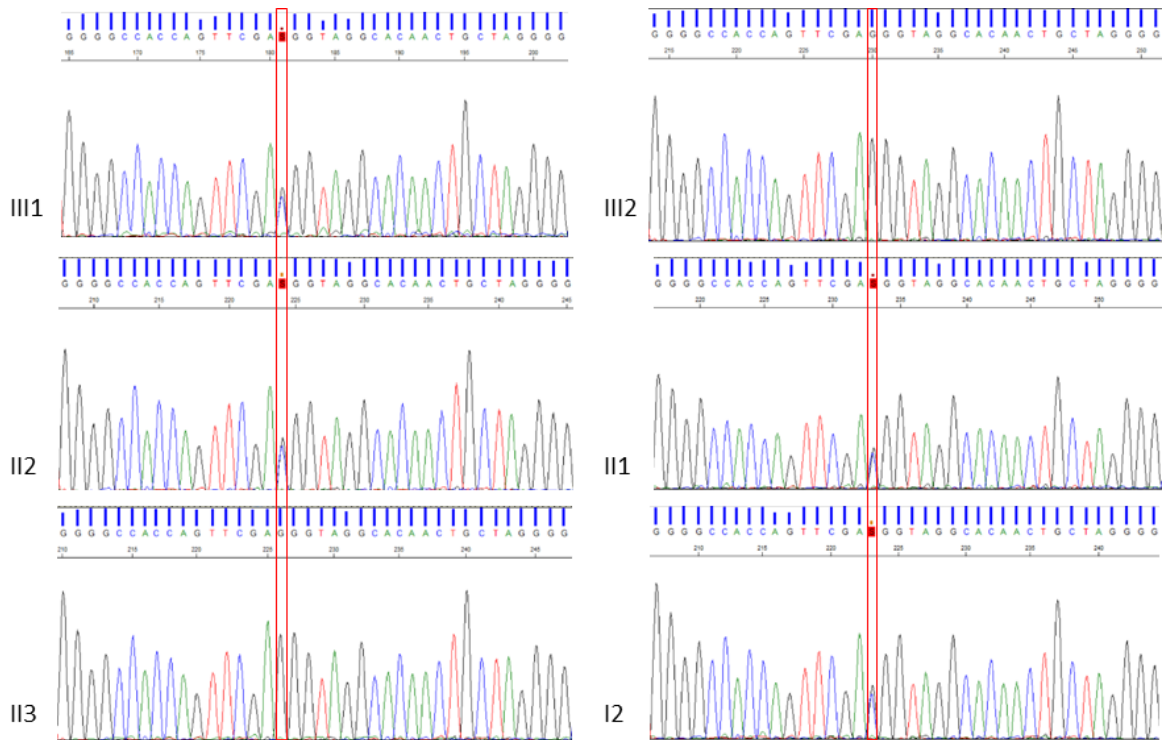 G G G G C C A C C A G T T C G A G G T A G G C A C A A C T G C T A G G G G
165 170 175 180 185 190 195 200
III1
G G G G C C A C C A G T T C G A G G T A G G C A C A A C T G C T A G G G G
210 215 220 225 230 235 240 245
II2
G G G G C C A C C A G T T C G A G G G T A G G C A C A A C T G C T A G G G G
210 215 220 225 230 235 240 245
II3
G G G G C C A C C A G T T C G A G G G T A G G C A C A A C T G C T A G G G G
215 220 225 230 235 240 245 250
III2
G G G G C C A C C A G T T C G A G G T A G G C A C A A C T G C T A G G G G
220 225 230 235 240 245 250
II1
G G G G C C A C C A G T T C G A G G T A G G C A C A A C T G C T A G G G G
210 215 220 225 230 235 240
I2